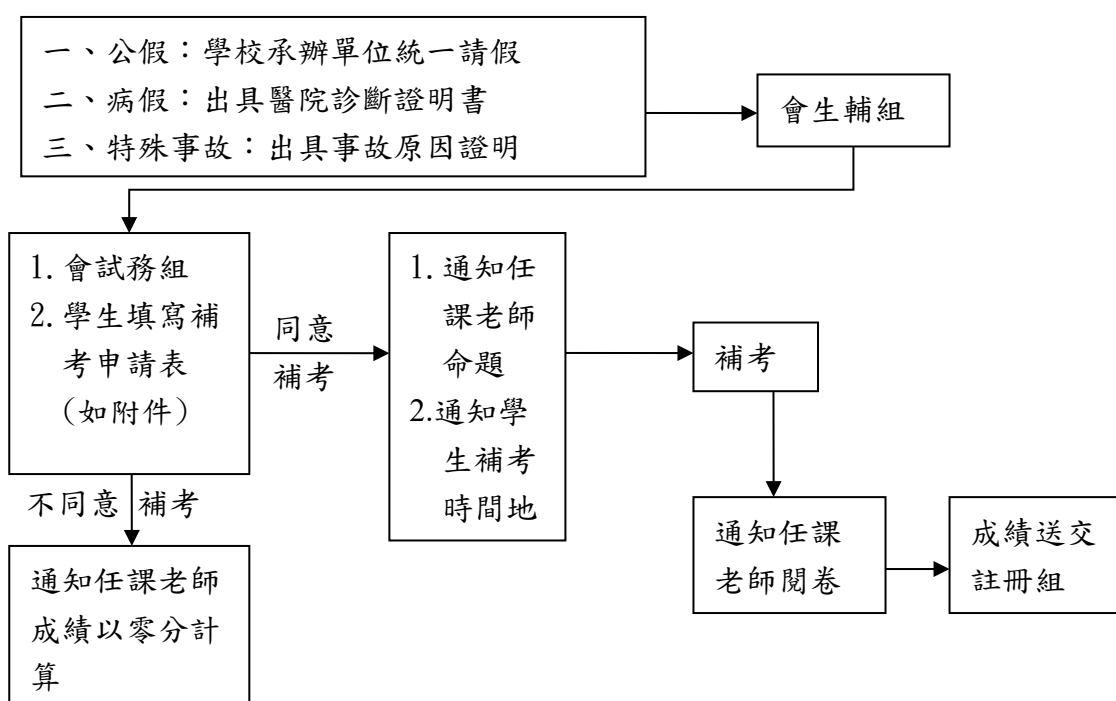 一、公假：學校承辦單位統一請假
二、病假：出具醫院診斷證明書
三、特殊事故：出具事故原因證明
會生輔組
1. 會試務組
2. 學生填寫補
考申請表
(如附件)
同意
補考
1. 通知任
課老師
命題
2.通知學
生補考
時間地
補考
不同意 補考
通知任課老師
成績以零分計
算
通知任課
老師閱卷
成績送交
註冊組